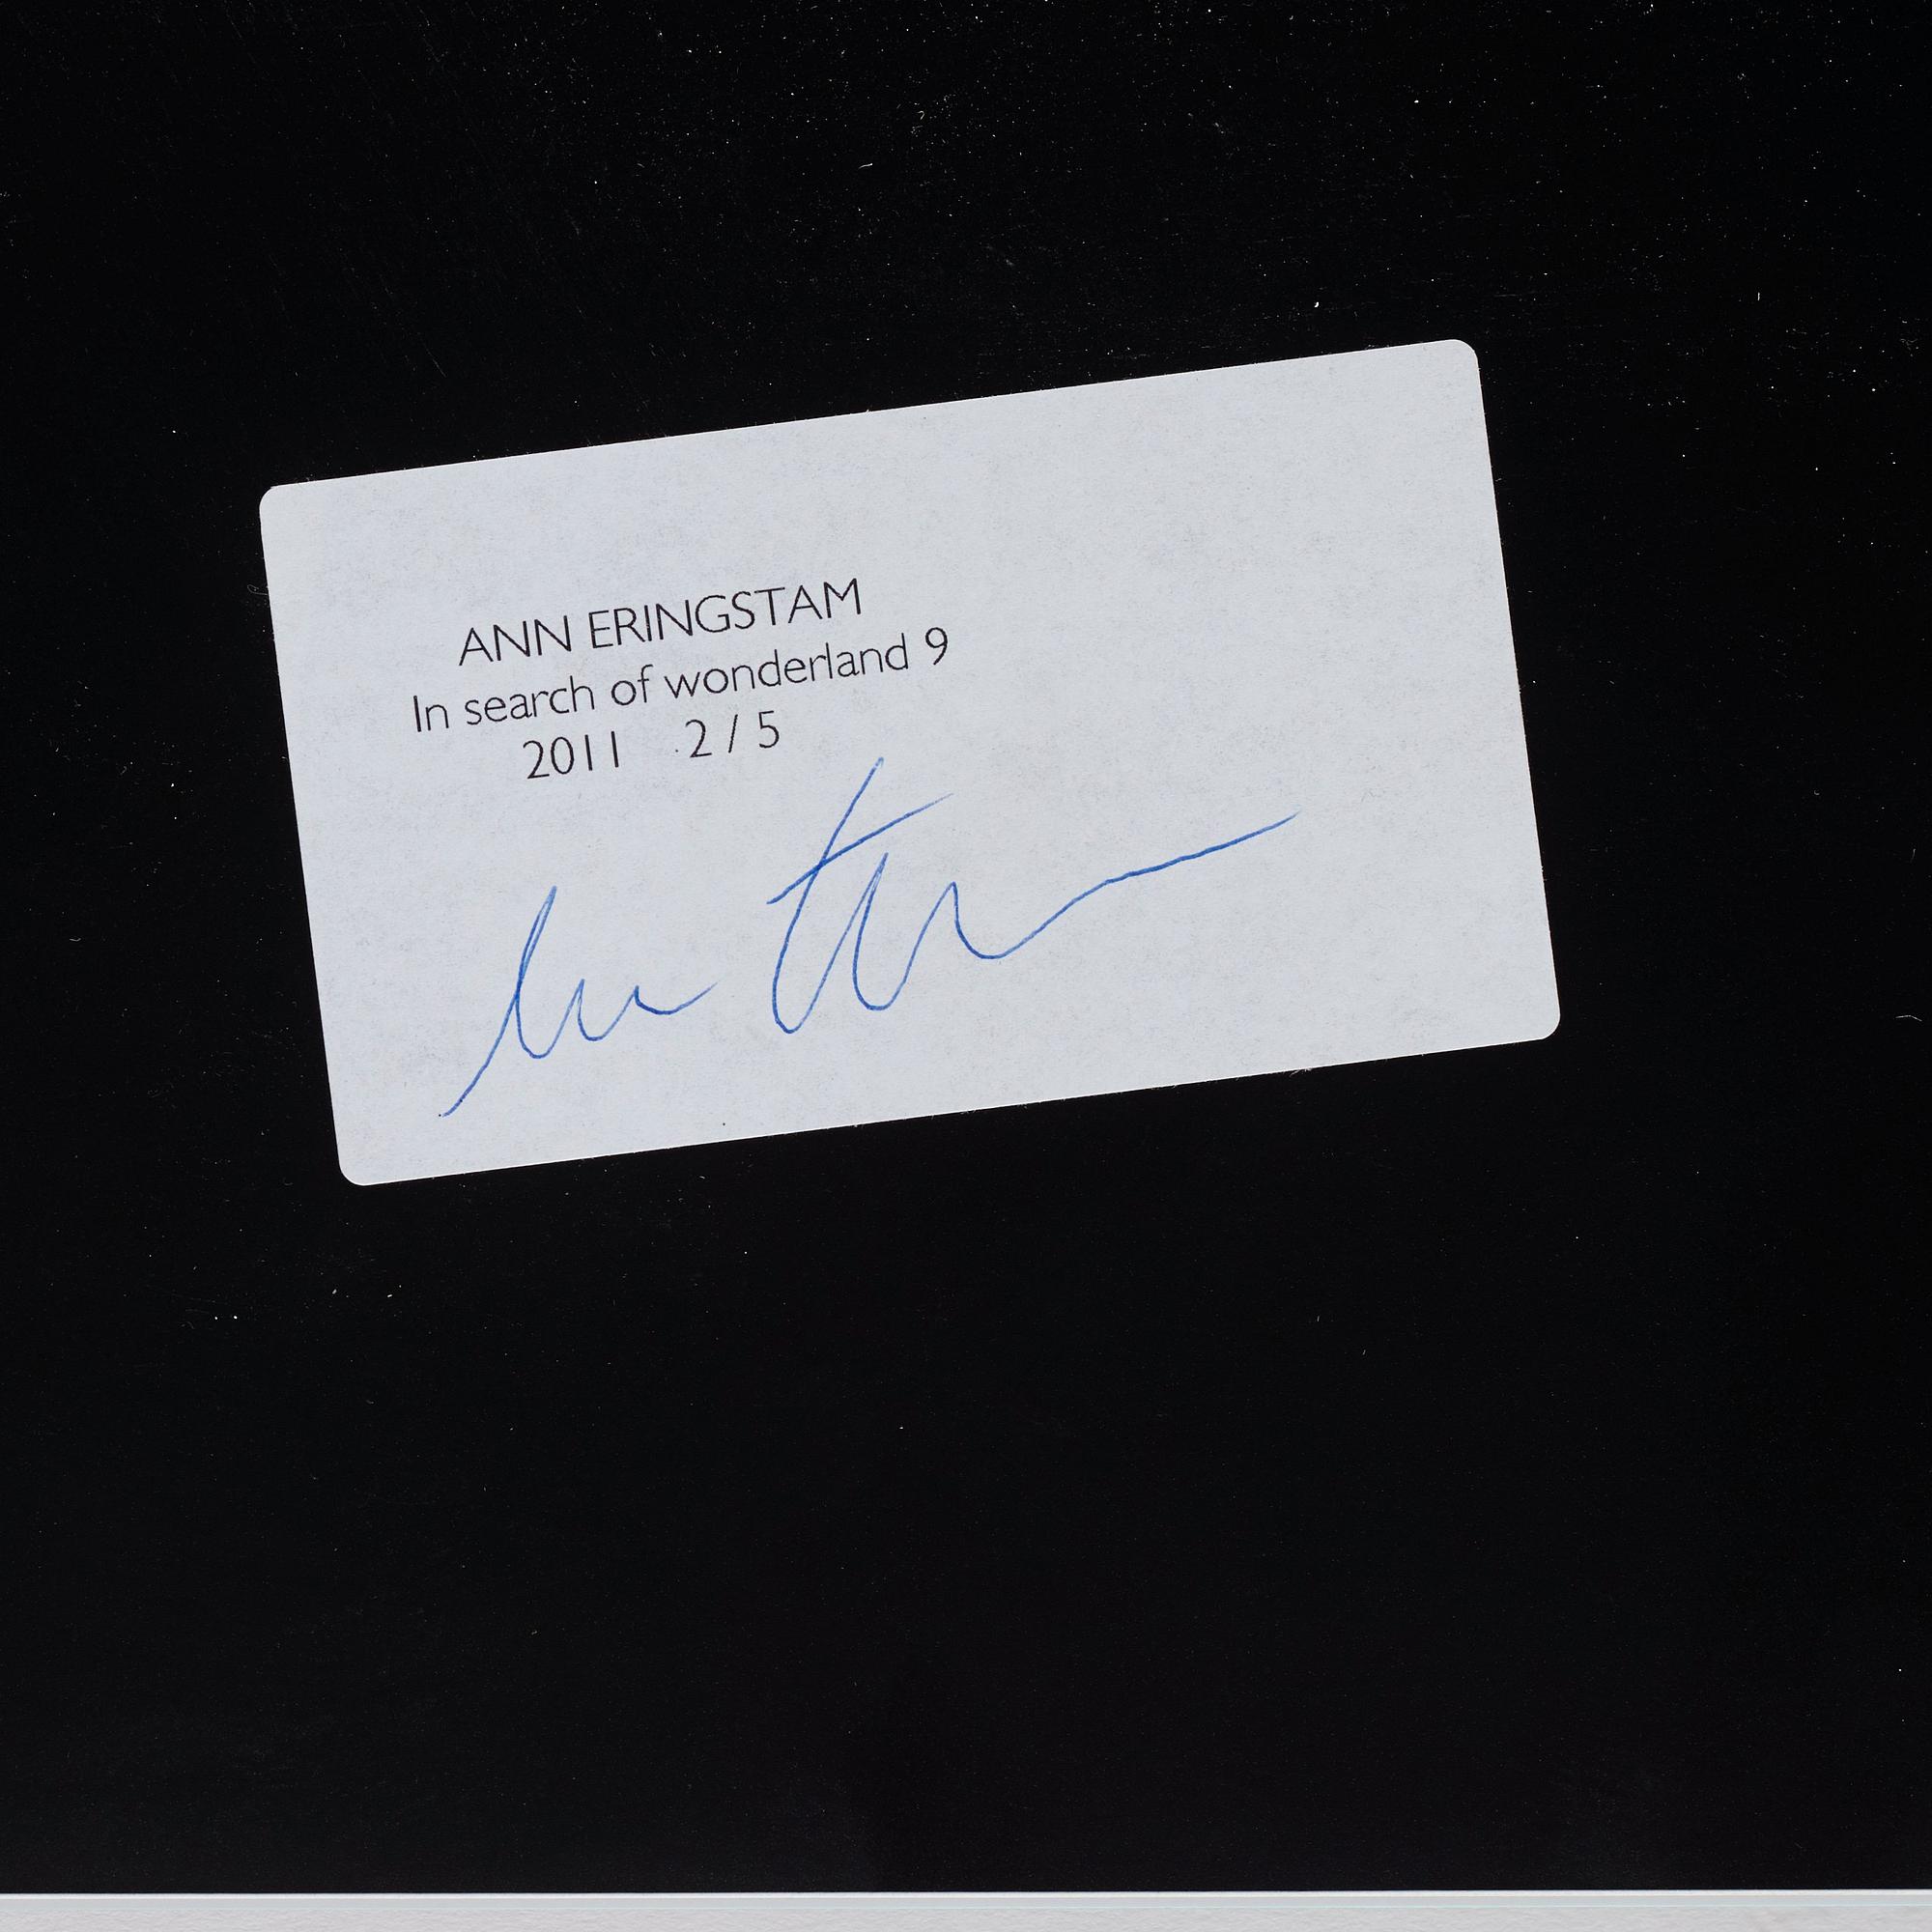 ANN ERINGSTAM
In search of wonderland 9
2011 2 / 5